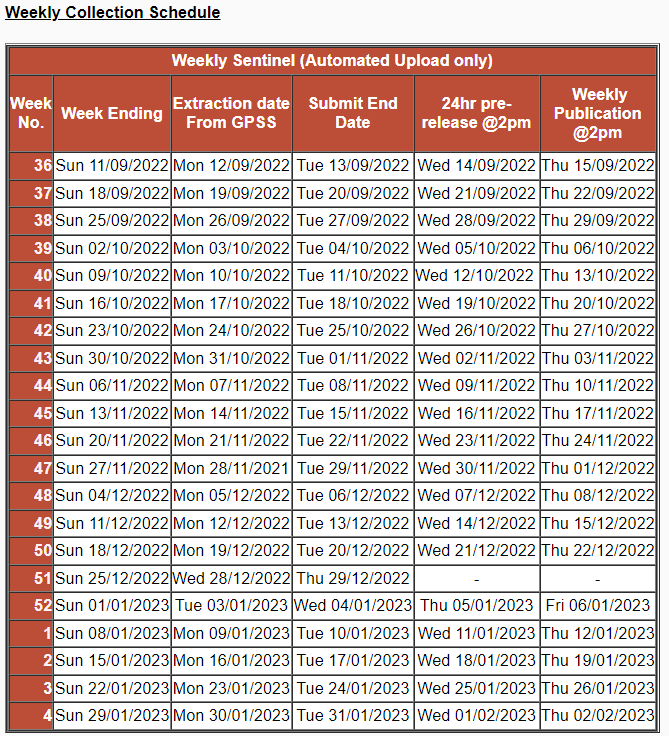 Weekly Collection Schedule
Weekly Sentinel (Automated Upload only)
Week No. Week Ending Extraction date From GPSS Submit End Date 24hr pre-release @2pm Weekly Publication @2pm
36 Sun 11/09/2022 Mon 12/09/2022 Tue 13/09/2022 Wed 14/09/2022 Thu 15/09/2022
37 Sun 18/09/2022 Mon 19/09/2022 Tue 20/09/2022 Wed 21/09/2022 Thu 22/09/2022
38 Sun 25/09/2022 Mon 26/09/2022 Tue 27/09/2022 Wed 28/09/2022 Thu 29/09/2022
39 Sun 02/10/2022 Mon 03/10/2022 Tue 04/10/2022 Wed 05/10/2022 Thu 06/10/2022
40 Sun 09/10/2022 Mon 10/10/2022 Tue 11/10/2022 Wed 12/10/2022 Thu 13/10/2022
41 Sun 16/10/2022 Mon 17/10/2022 Tue 18/10/2022 Wed 19/10/2022 Thu 20/10/2022
42 Sun 23/10/2022 Mon 24/10/2022 Tue 25/10/2022 Wed 26/10/2022 Thu 27/10/2022
43 Sun 30/10/2022 Mon 31/10/2022 Tue 01/11/2022 Wed 02/11/2022 Thu 03/11/2022
44 Sun 06/11/2022 Mon 07/11/2022 Tue 08/11/2022 Wed 09/11/2022 Thu 10/11/2022
45 Sun 13/11/2022 Mon 14/11/2022 Tue 15/11/2022 Wed 16/11/2022 Thu 17/11/2022
46 Sun 20/11/2022 Mon 21/11/2022 Tue 22/11/2022 Wed 23/11/2022 Thu 24/11/2022
47 Sun 27/11/2022 Mon 28/11/2021 Tue 29/11/2022 Wed 30/11/2022 Thu 01/12/2022
48 Sun 04/12/2022 Mon 05/12/2022 Tue 06/12/2022 Wed 07/12/2022 Thu 08/12/2022
49 Sun 11/12/2022 Mon 12/12/2022 Tue 13/12/2022 Wed 14/12/2022 Thu 15/12/2022
50 Sun 18/12/2022 Mon 19/12/2022 Tue 20/12/2022 Wed 21/12/2022 Thu 22/12/2022
51 Sun 25/12/2022 Wed 28/12/2022 Thu 29/12/2022 - -
52 Sun 01/01/2023 Tue 03/01/2023 Wed 04/01/2023 Thu 05/01/2023 Fri 06/01/2023
1 Sun 08/01/2023 Mon 09/01/2023 Tue 10/01/2023 Wed 11/01/2023 Thu 12/01/2023
2 Sun 15/01/2023 Mon 16/01/2023 Tue 17/01/2023 Wed 18/01/2023 Thu 19/01/2023
3 Sun 22/01/2023 Mon 23/01/2023 Tue 24/01/2023 Wed 25/01/2023 Thu 26/01/2023
4 Sun 29/01/2023 Mon 30/01/2023 Tue 31/01/2023 Wed 01/02/2023 Thu 02/02/2023